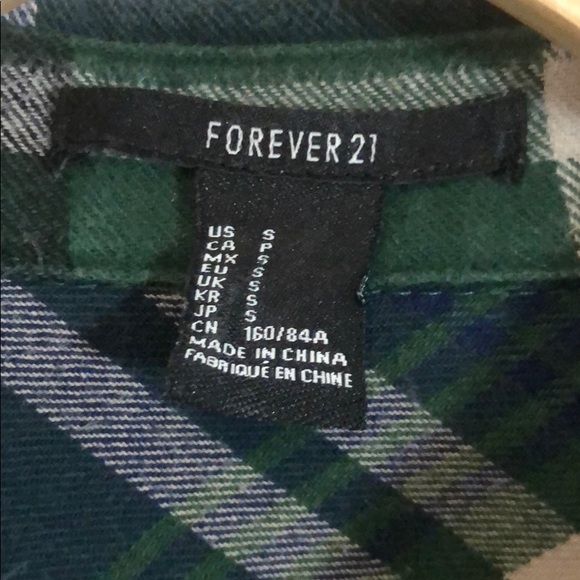 FOREVER 21
US S
CA P
MX S
EU S
UK S
KR S
JP S
CN 160/84A
MADE IN CHINA
FABRIQUÉ EN CHINE